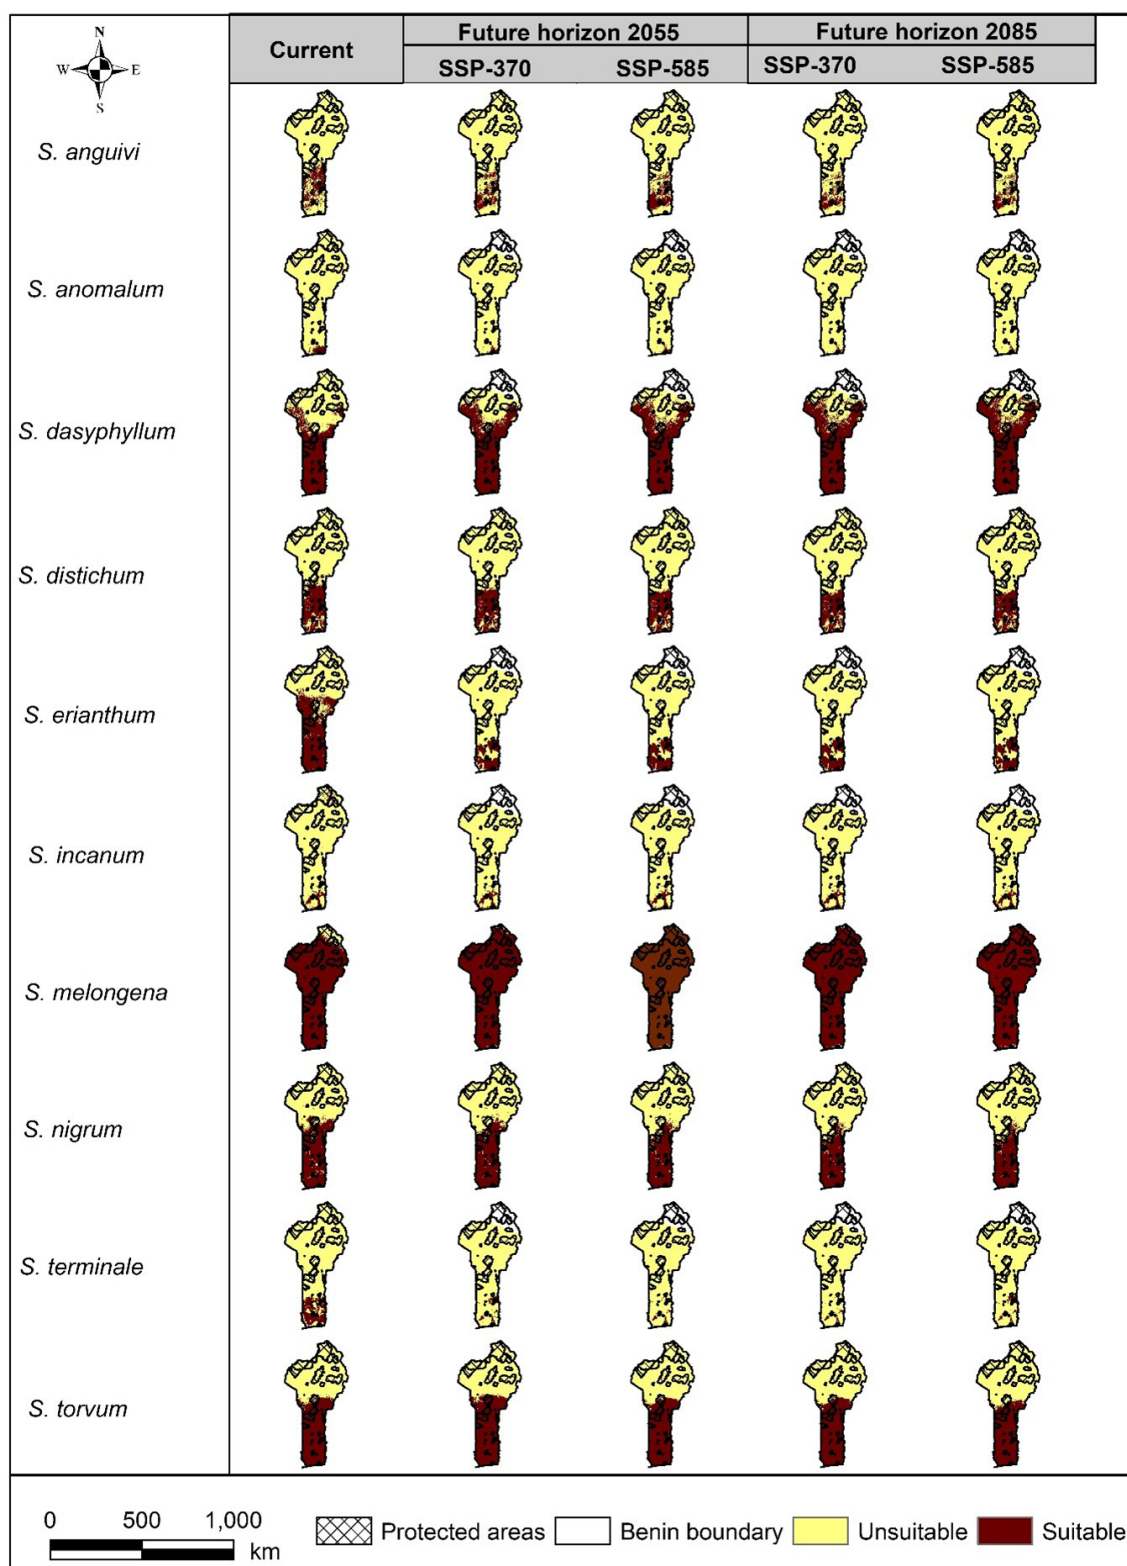 N
W E
S
Current
Future horizon 2055
Future horizon 2085
SSP-370
SSP-585
SSP-370
SSP-585
S. anguivi
S. anomalum
S. dasyphyllum
S. distichum
S. erianthum
S. incanum
S. melongena
S. nigrum
S. terminale
S. torvum
0 500 1,000
km
Protected areas
Benin boundary
Unsuitable
Suitable